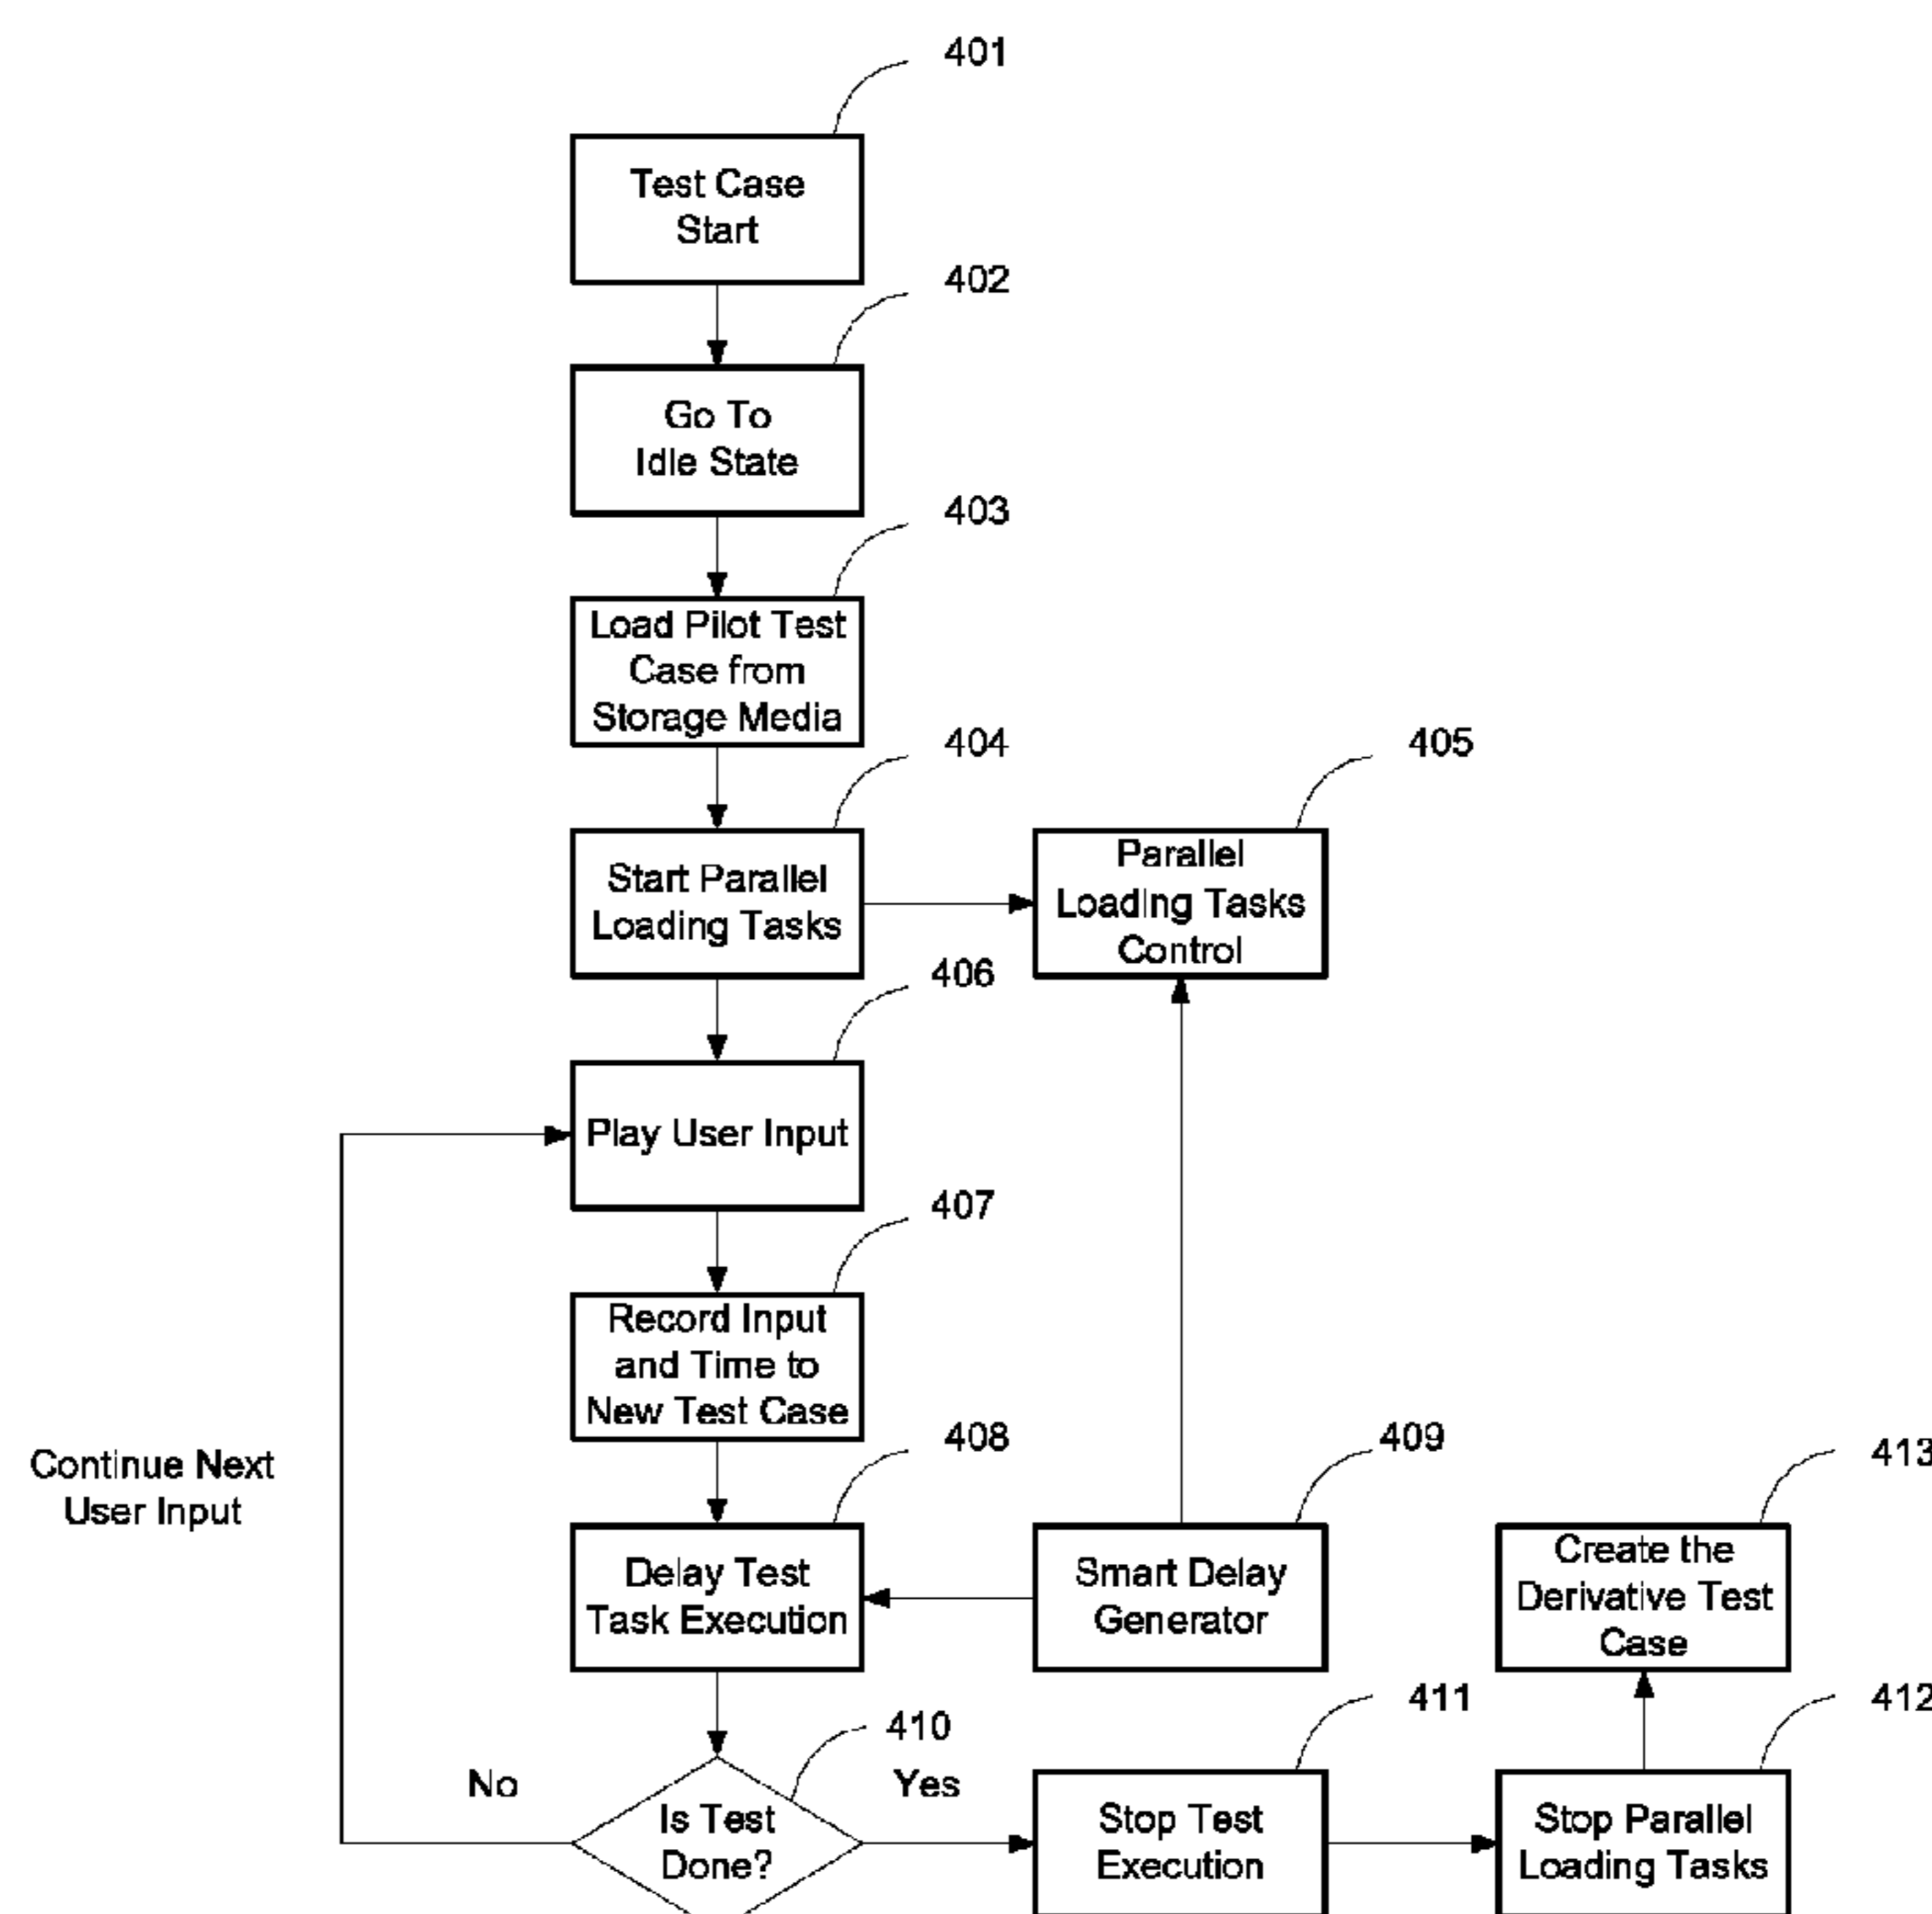 401
Test Case
Start
402
Go To
Idle State
403
Load Pilot Test
Case from
Storage Media
404
Start Parallel
Loading Tasks
405
Parallel
Loading Tasks
Control
406
Play User Input
407
Record Input
and Time to
New Test Case
Continue Next
User Input
408
Delay Test
Task Execution
409
Smart Delay
Generator
413
Create the
Derivative Test
Case
410
No
Yes
Is Test
Done?
411
Stop Test
Execution
412
Stop Parallel
Loading Tasks